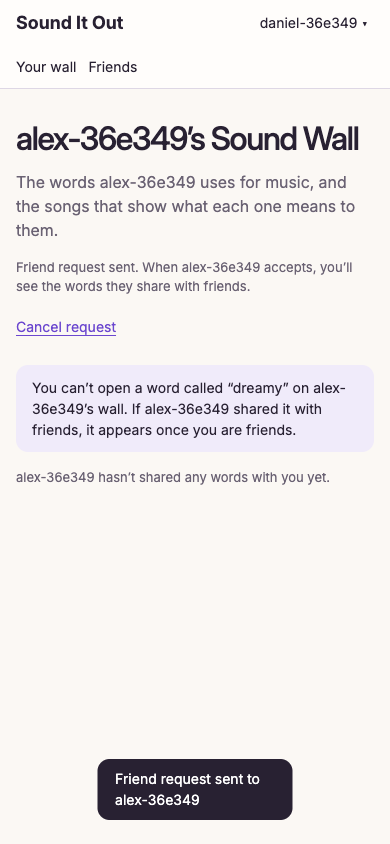 Sound It Out
daniel-36e349 ▾
Your wall Friends
alex-36e349’s Sound Wall
The words alex-36e349 uses for music, and
the songs that show what each one means to
them.
Friend request sent. When alex-36e349 accepts, you’ll
see the words they share with friends.
Cancel request
You can’t open a word called “dreamy” on alex-
36e349’s wall. If alex-36e349 shared it with
friends, it appears once you are friends.
alex-36e349 hasn’t shared any words with you yet.
Friend request sent to
alex-36e349